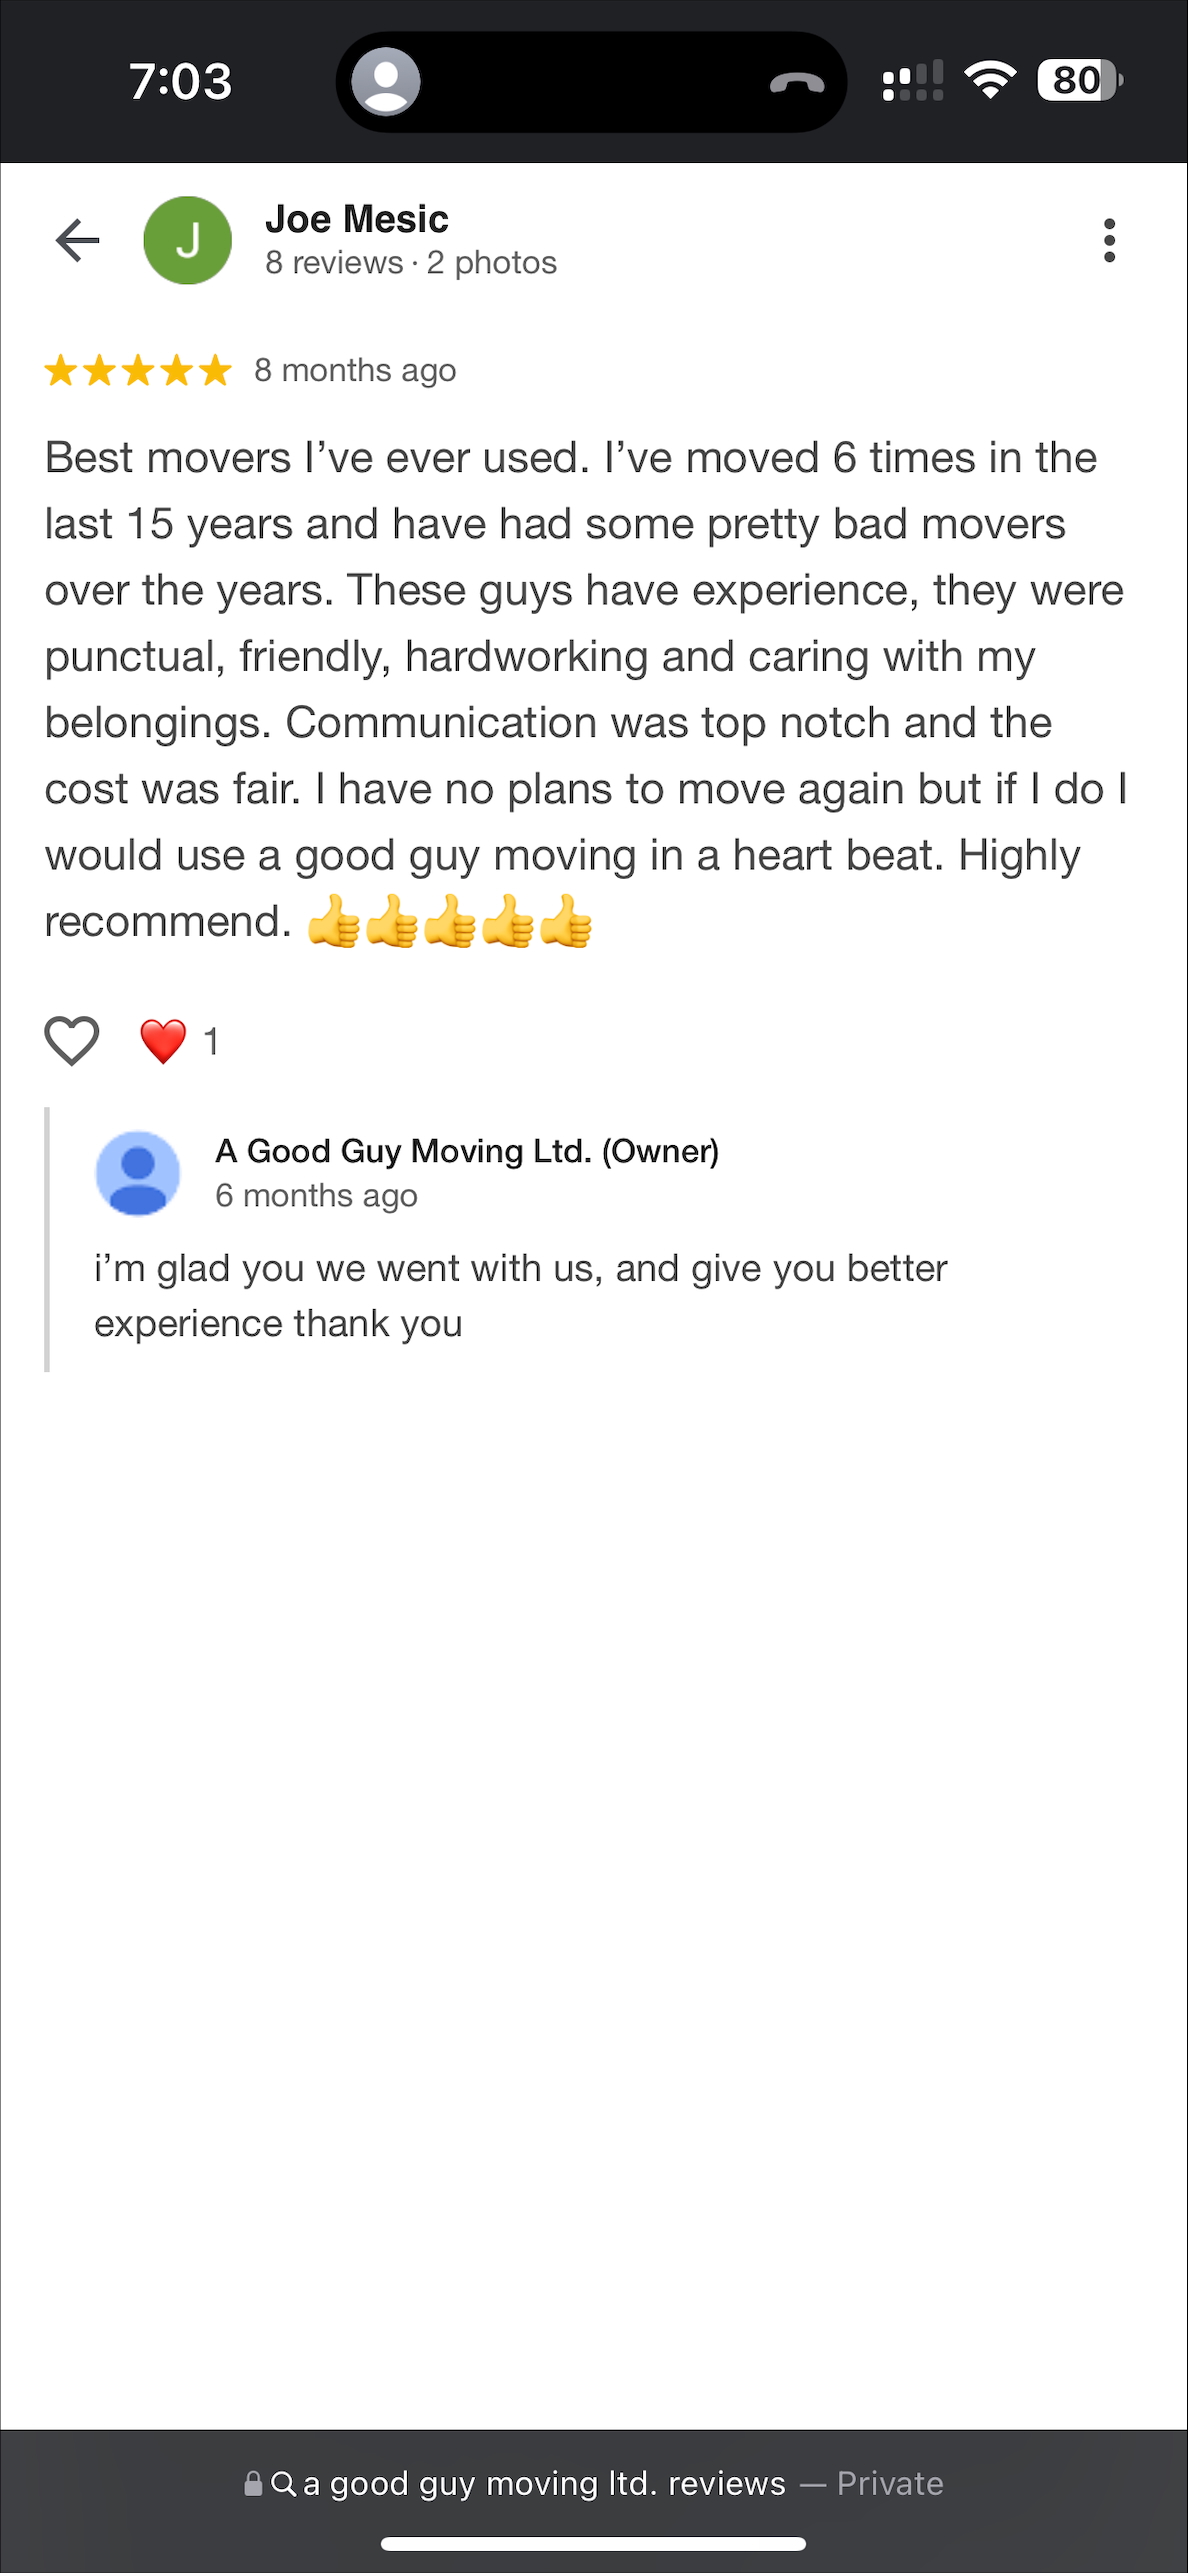 7:03
80
J
Joe Mesic
8 reviews · 2 photos
★★★★★ 8 months ago
Best movers I’ve ever used. I’ve moved 6 times in the
last 15 years and have had some pretty bad movers
over the years. These guys have experience, they were
punctual, friendly, hardworking and caring with my
belongings. Communication was top notch and the
cost was fair. I have no plans to move again but if I do I
would use a good guy moving in a heart beat. Highly
recommend. 👍👍👍👍👍
❤️ 1
A Good Guy Moving Ltd. (Owner)
6 months ago
i’m glad you we went with us, and give you better
experience thank you
a good guy moving ltd. reviews — Private